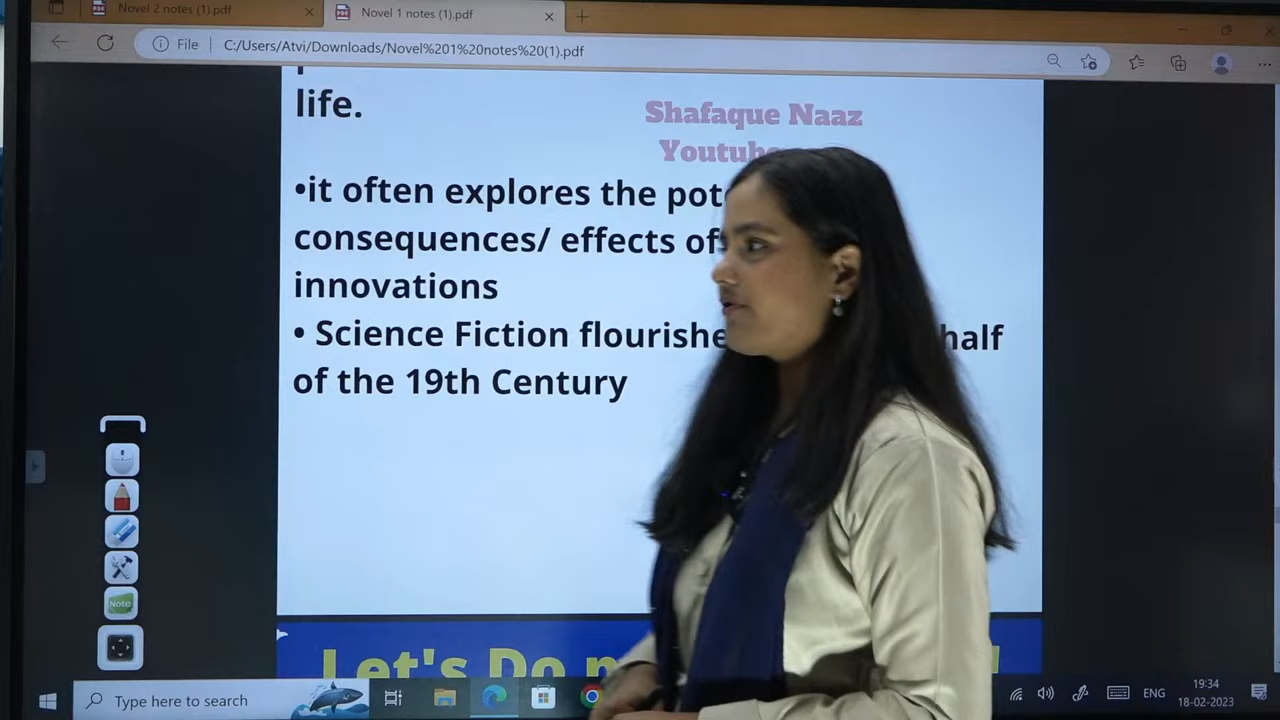 Novel 2 notes (1).pdf
Novel 1 notes (1).pdf
File
C:/Users/Atvi/Downloads/Novel%201%20notes%20(1).pdf
life.
Shafaque Naaz
•it often explores the
consequences/ effects of
innovations
• Science Fiction half
of the 19th Century
Note
Let's Do
Type here to search
ENG
19:34
18-02-2023